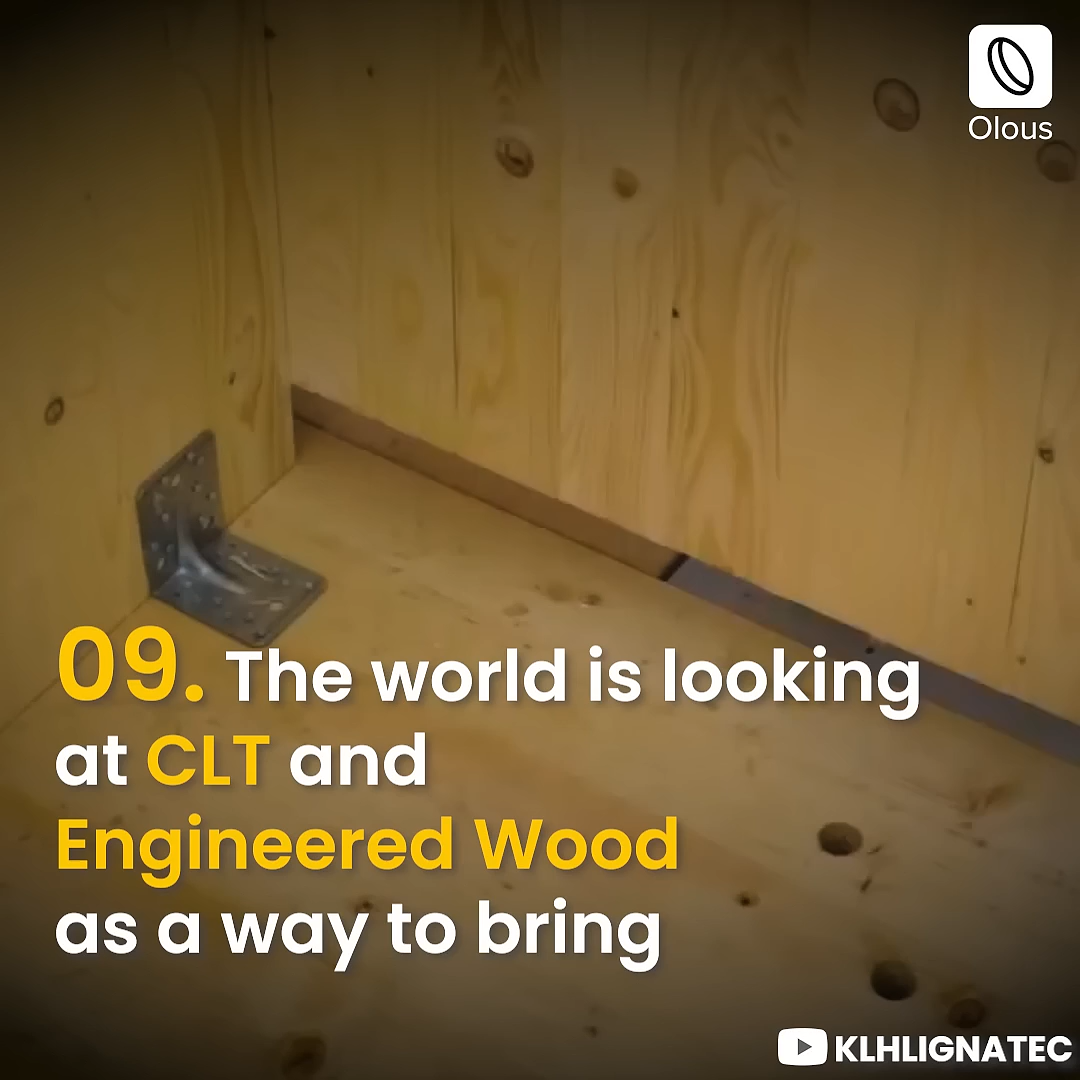 Olous
09. The world is looking
at CLT and
Engineered Wood
as a way to bring
KLHLIGNATEC